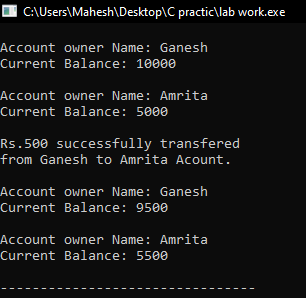 C:\Users\Mahesh\Desktop\C practic\lab work.exe
Account owner Name: Ganesh
Current Balance: 10000
Account owner Name: Amrita
Current Balance: 5000
Rs.500 successfully transfered
from Ganesh to Amrita Acount.
Account owner Name: Ganesh
Current Balance: 9500
Account owner Name: Amrita
Current Balance: 5500
--------------------------------